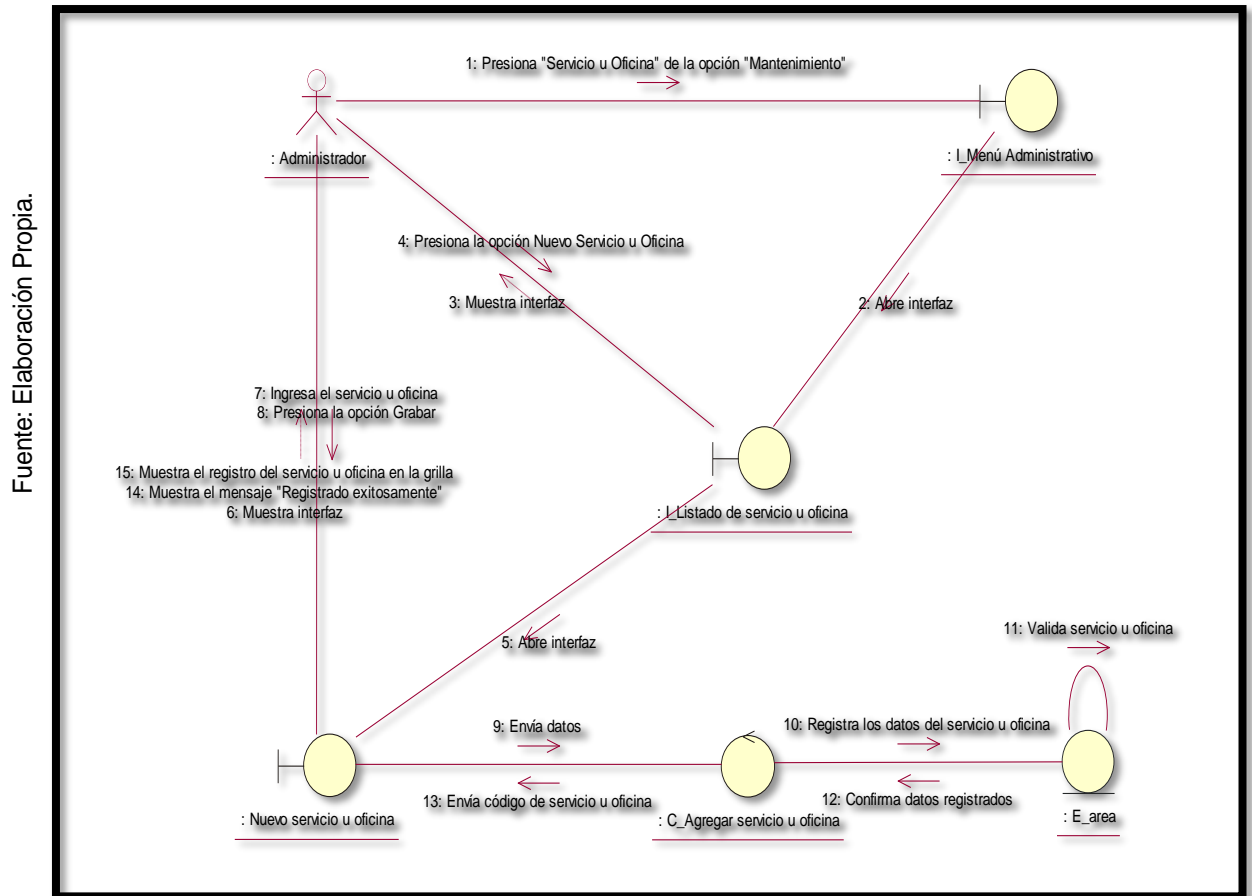 Fuente: Elaboración Propia.
1: Presiona "Servicio u Oficina" de la opción "Mantenimiento"
: Administrador
: I_Menú Administrativo
4: Presiona la opción Nuevo Servicio u Oficina
3: Muestra interfaz
2: Abre interfaz
7: Ingresa el servicio u oficina
8: Presiona la opción Grabar
15: Muestra el registro del servicio u oficina en la grilla
14: Muestra el mensaje "Registrado exitosamente"
6: Muestra interfaz
: I_Listado de servicio u oficina
5: Abre interfaz
11: Valida servicio u oficina
9: Envía datos
10: Registra los datos del servicio u oficina
13: Envía código de servicio u oficina
12: Confirma datos registrados
: Nuevo servicio u oficina
: C_Agregar servicio u oficina
: E_area